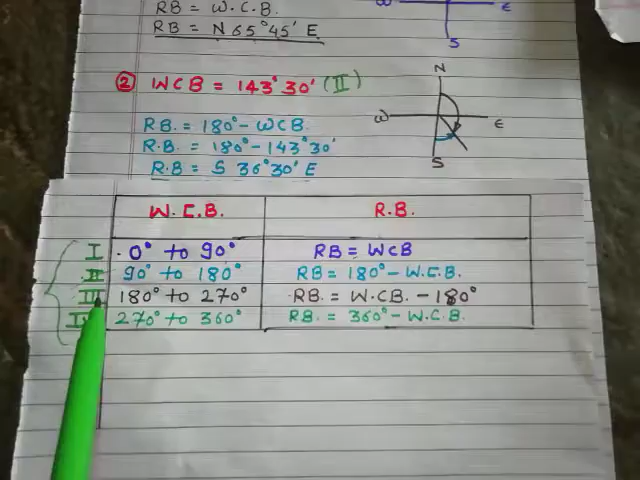 RB = W.C.B.
RB = N 65°45' E
E
S
② WCB = 143°30' (II)
N
RB. = 180° - WCB.
W
E
R.B. = 180° - 143°30'
R.B = S 36°30' E
S
W.C.B. R.B.
I 0° to 90° RB = WCB
II 90° to 180° RB = 180° - W.C.B.
III 180° to 270° RB = W.CB. - 180°
270° to 360° RB. = 360° - W.C.B.